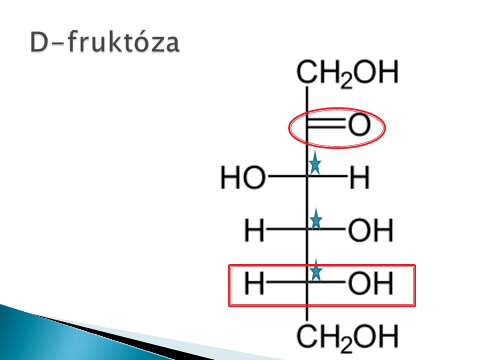 D-fruktóza
CH₂OH
O
HO H
H OH
H OH
CH₂OH